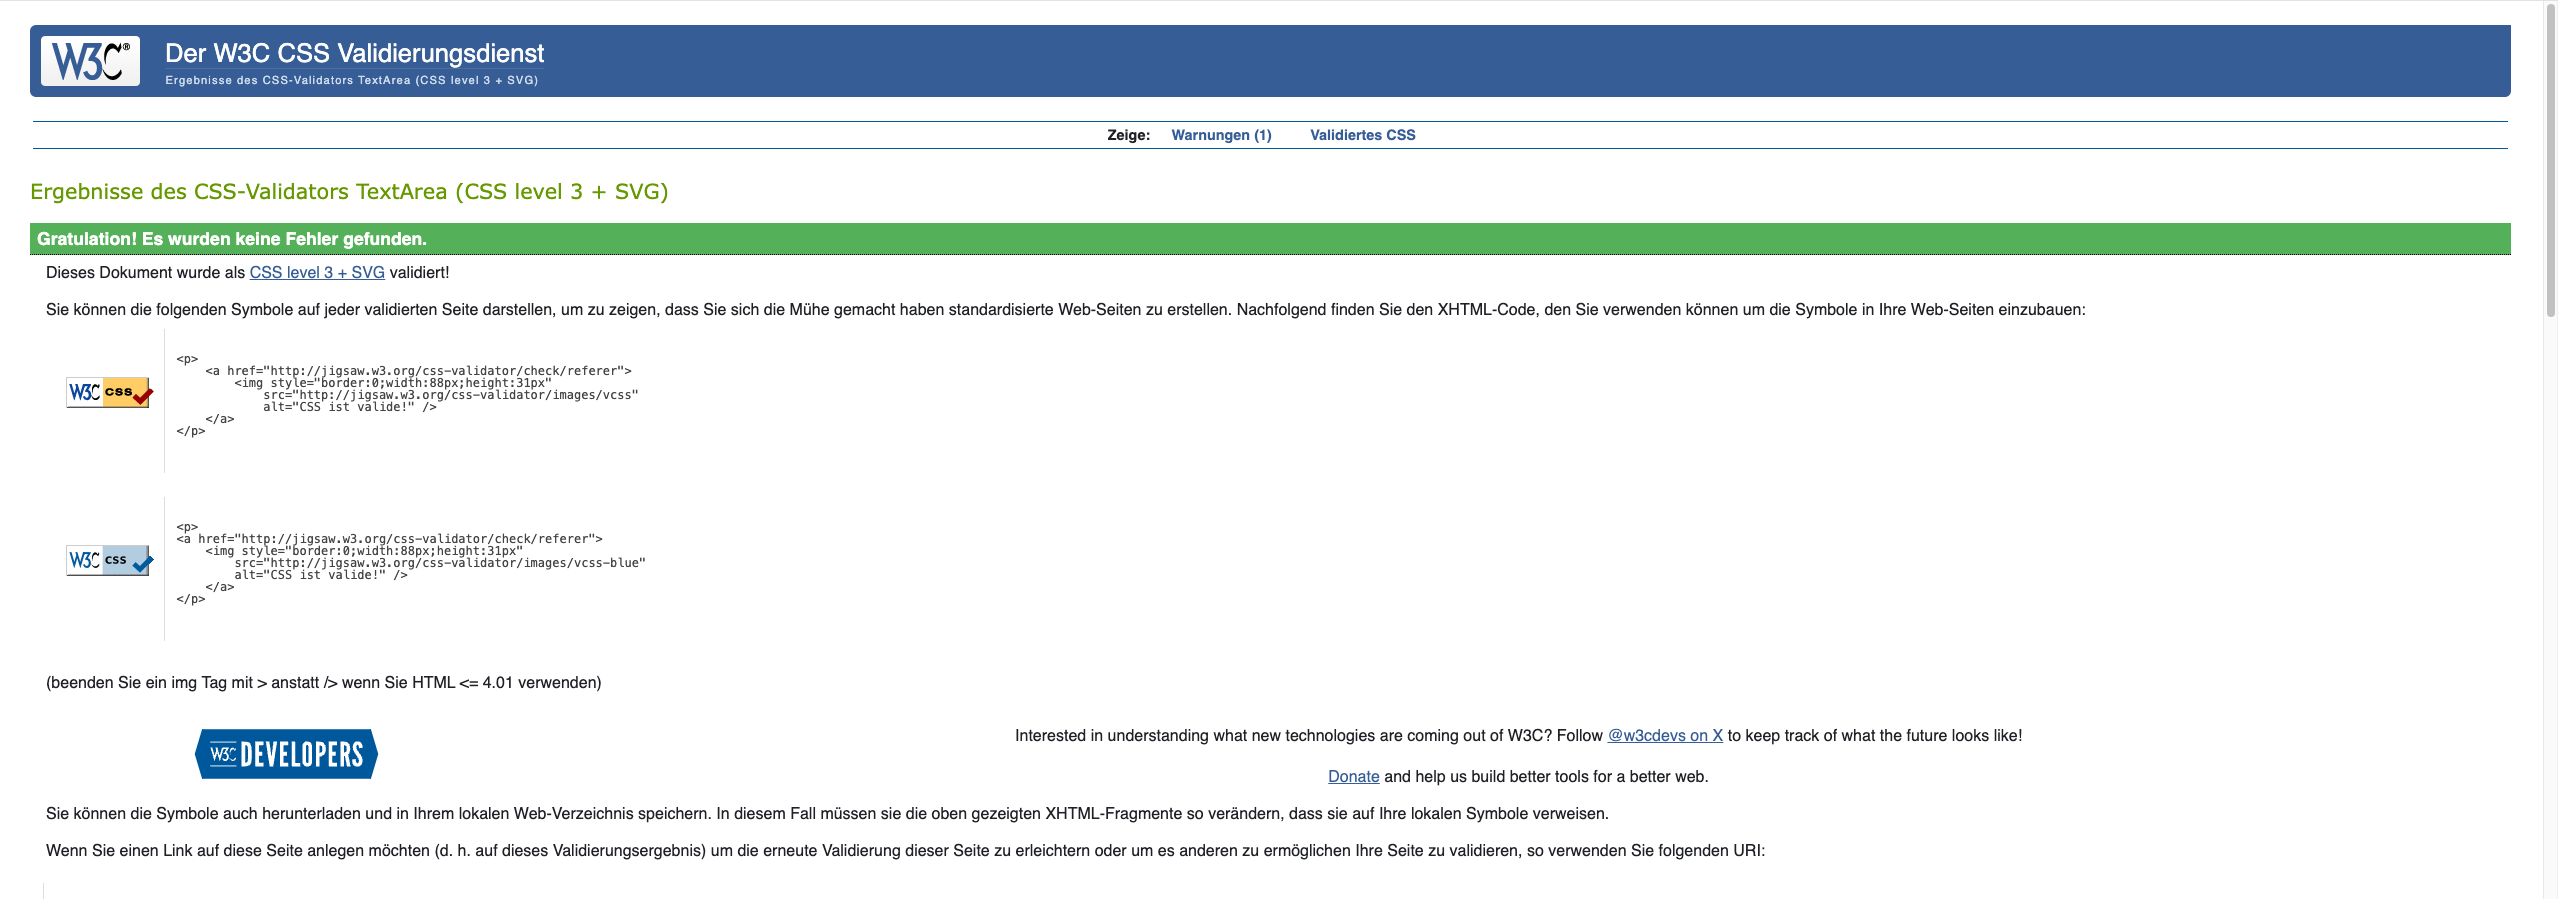 W3C®
Der W3C CSS Validierungsdienst
Ergebnisse des CSS-Validators TextArea (CSS level 3 + SVG)
Zeige: Warnungen (1) Validiertes CSS
Ergebnisse des CSS-Validators TextArea (CSS level 3 + SVG)
Gratulation! Es wurden keine Fehler gefunden.
Dieses Dokument wurde als CSS level 3 + SVG validiert!
Sie können die folgenden Symbole auf jeder validierten Seite darstellen, um zu zeigen, dass Sie sich die Mühe gemacht haben standardisierte Web-Seiten zu erstellen. Nachfolgend finden Sie den XHTML-Code, den Sie verwenden können um die Symbole in Ihre Web-Seiten einzubauen:
W3C css
<p>
    <a href="http://jigsaw.w3.org/css-validator/check/referer">
        <img style="border:0;width:88px;height:31px"
            src="http://jigsaw.w3.org/css-validator/images/vcss"
            alt="CSS ist valide!" />
    </a>
</p>
W3C css
<p>
<a href="http://jigsaw.w3.org/css-validator/check/referer">
    <img style="border:0;width:88px;height:31px"
        src="http://jigsaw.w3.org/css-validator/images/vcss-blue"
        alt="CSS ist valide!" />
    </a>
</p>
(beenden Sie ein img Tag mit > anstatt /> wenn Sie HTML <= 4.01 verwenden)
W3C DEVELOPERS
Interested in understanding what new technologies are coming out of W3C? Follow @w3cdevs on X to keep track of what the future looks like!
Donate and help us build better tools for a better web.
Sie können die Symbole auch herunterladen und in Ihrem lokalen Web-Verzeichnis speichern. In diesem Fall müssen sie die oben gezeigten XHTML-Fragmente so verändern, dass sie auf Ihre lokalen Symbole verweisen.
Wenn Sie einen Link auf diese Seite anlegen möchten (d. h. auf dieses Validierungsergebnis) um die erneute Validierung dieser Seite zu erleichtern oder um es anderen zu ermöglichen Ihre Seite zu validieren, so verwenden Sie folgenden URI: